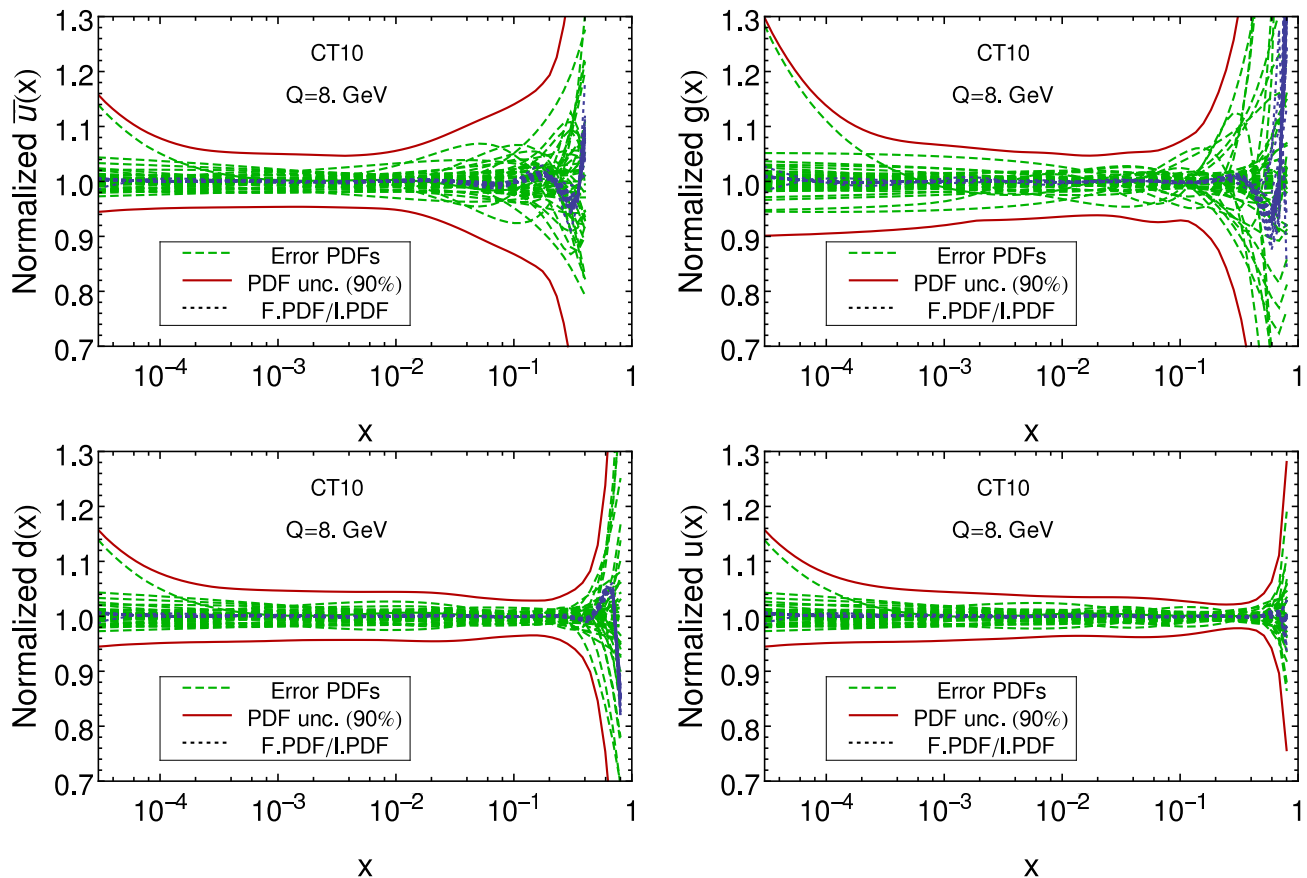 1.3
1.2
1.1
1.0
0.9
0.8
0.7
Normalized u̅(x)
CT10
Q=8. GeV
Error PDFs
PDF unc. (90%)
F.PDF/I.PDF
10⁻⁴ 10⁻³ 10⁻² 10⁻¹ 1
x
1.3
1.2
1.1
1.0
0.9
0.8
0.7
Normalized g(x)
CT10
Q=8. GeV
Error PDFs
PDF unc. (90%)
F.PDF/I.PDF
10⁻⁴ 10⁻³ 10⁻² 10⁻¹ 1
x
1.3
1.2
1.1
1.0
0.9
0.8
0.7
Normalized d(x)
CT10
Q=8. GeV
Error PDFs
PDF unc. (90%)
F.PDF/I.PDF
10⁻⁴ 10⁻³ 10⁻² 10⁻¹ 1
x
1.3
1.2
1.1
1.0
0.9
0.8
0.7
Normalized u(x)
CT10
Q=8. GeV
Error PDFs
PDF unc. (90%)
F.PDF/I.PDF
10⁻⁴ 10⁻³ 10⁻² 10⁻¹ 1
x